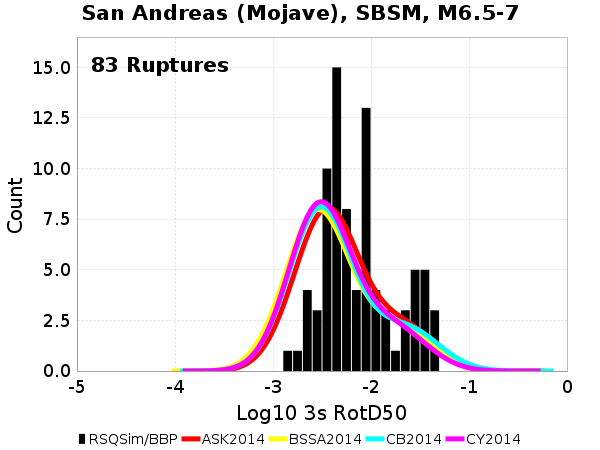 San Andreas (Mojave), SBSM, M6.5-7
83 Ruptures
Count
15.0
12.5
10.0
7.5
5.0
2.5
0.0
-5 -4 -3 -2 -1 0
Log10 3s RotD50
RSQSim/BBP ASK2014 BSSA2014 CB2014 CY2014